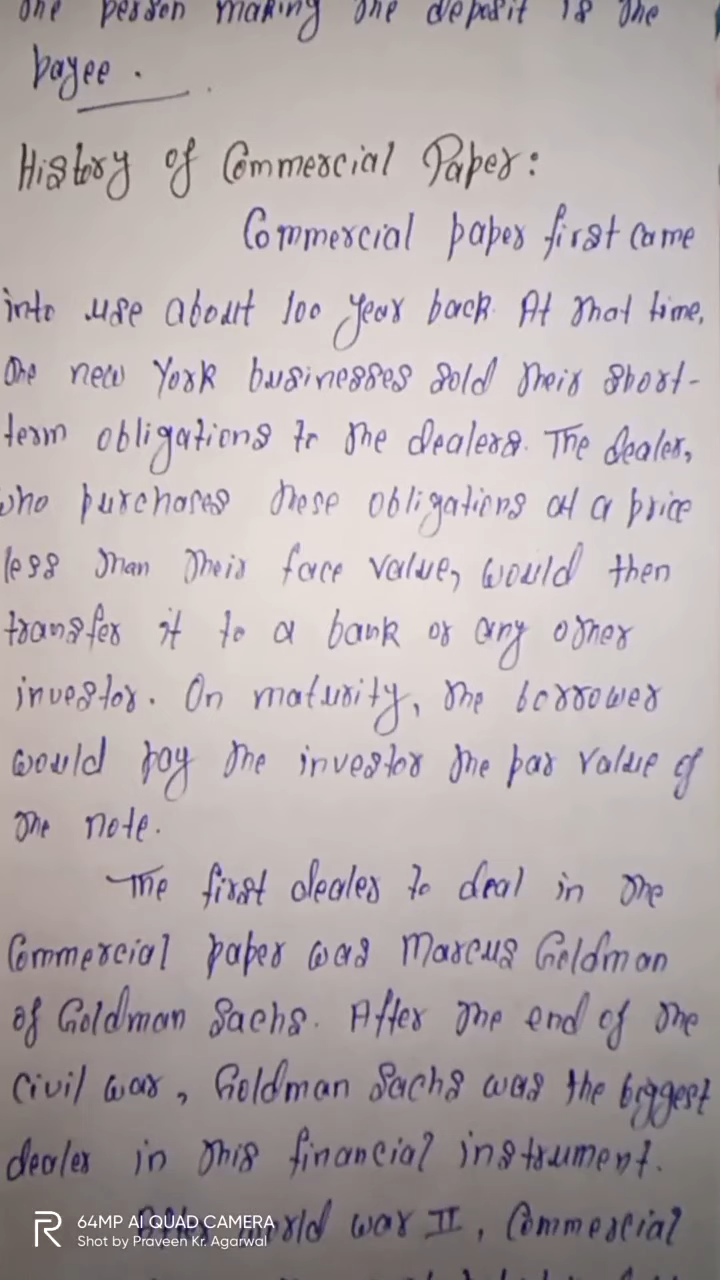 the person making the deposit is the
payee.
History of Commercial Paper:
Commercial paper first came
into use about 100 year back. At that time,
the new York businesses sold their short-
term obligations to the dealers. The dealer,
who purchases these obligations at a price
less than their face value, would then
transfer it to a bank or any other
investor. On maturity, the borrower
would pay the investor the par value of
the note.
The first dealer to deal in the
Commercial paper was Marcus Goldman
of Goldman Sachs. After the end of the
civil war, Goldman Sachs was the biggest
dealer in this financial instrument.
After world war II, Commercial
64MP AI QUAD CAMERA
Shot by Praveen Kr. Agarwal